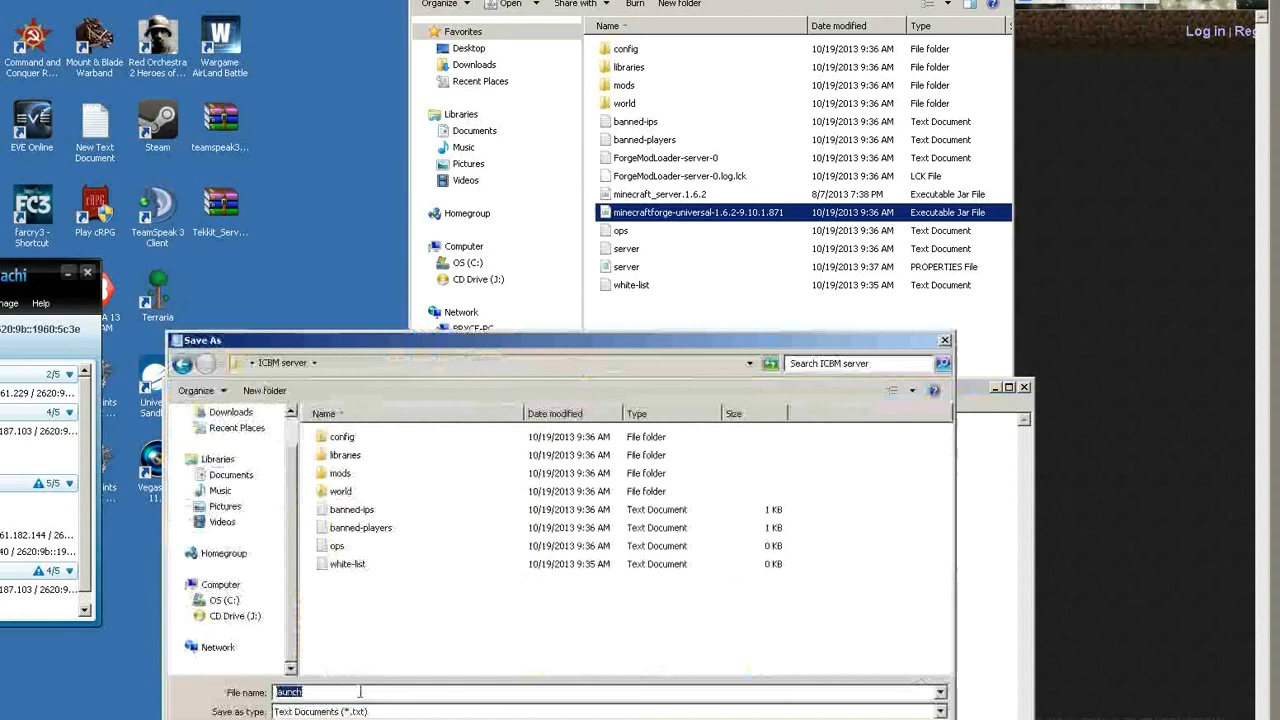 Organize Open Share with Burn New folder
Log in | Reg
Name Date modified Type
Favorites
Desktop
Downloads
Recent Places
Libraries
Documents
Music
Pictures
Videos
Homegroup
Computer
OS (C:)
CD Drive (J:)
Network
BRYCE-PC
config 10/19/2013 9:36 AM File folder
libraries 10/19/2013 9:36 AM File folder
mods 10/19/2013 9:36 AM File folder
world 10/19/2013 9:36 AM File folder
banned-ips 10/19/2013 9:36 AM Text Document
banned-players 10/19/2013 9:36 AM Text Document
ForgeModLoader-server-0 10/19/2013 9:36 AM Text Document
ForgeModLoader-server-0.log.lck 10/19/2013 9:36 AM LCK File
minecraft_server.1.6.2 8/7/2013 7:38 PM Executable Jar File
minecraftforge-universal-1.6.2-9.10.1.871 10/19/2013 9:36 AM Executable Jar File
ops 10/19/2013 9:36 AM Text Document
server 10/19/2013 9:36 AM Text Document
server 10/19/2013 9:37 AM PROPERTIES File
white-list 10/19/2013 9:35 AM Text Document
Command and Conquer R...
Mount & Blade Warband
Red Orchestra 2 Heroes of...
W
Wargame AirLand Battle
EVE
EVE Online
New Text Document
Steam
teamspeak3...
FC3
farcry3 - Shortcut
rRPG
Play cRPG
TeamSpeak 3 Client
Tekkit_Serv...
Terraria
achi
nage Help
2620:9b::1960:5c3e
2/5
61.229 / 2620:9...
4/5
187.103 / 2620:9...
5/5
61.182.144 / 26...
40 / 2620:9b::19...
4/5
187.103 / 2620:9...
13
AM
Unive
Sand
ints
Vegas
11.
ints
Save As
ICBM server
Search ICBM server
Organize New folder
Downloads
Recent Places
Libraries
Documents
Music
Pictures
Videos
Homegroup
Computer
OS (C:)
CD Drive (J:)
Network
Name Date modified Type Size
config 10/19/2013 9:36 AM File folder
libraries 10/19/2013 9:36 AM File folder
mods 10/19/2013 9:36 AM File folder
world 10/19/2013 9:36 AM File folder
banned-ips 10/19/2013 9:36 AM Text Document 1 KB
banned-players 10/19/2013 9:36 AM Text Document 1 KB
ops 10/19/2013 9:36 AM Text Document 0 KB
white-list 10/19/2013 9:35 AM Text Document 0 KB
File name: launch
Save as type: Text Documents (*.txt)